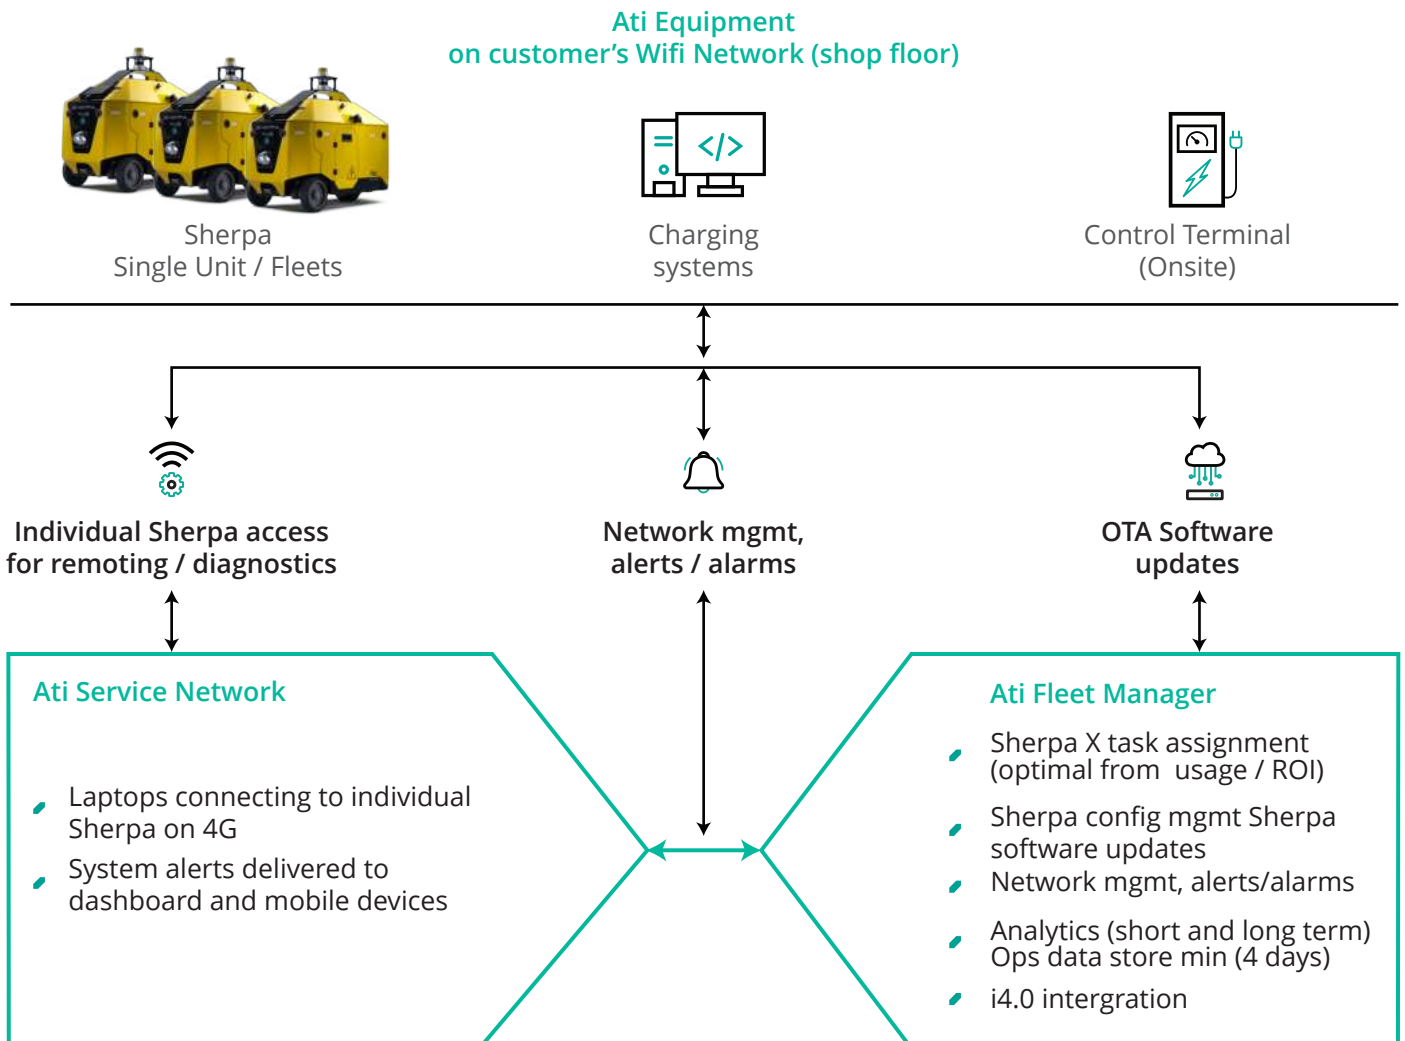 Ati Equipment
on customer's Wifi Network (shop floor)
</>
Sherpa
Single Unit / Fleets
Charging
systems
Control Terminal
(Onsite)
Individual Sherpa access
for remoting / diagnostics
Network mgmt,
alerts / alarms
OTA Software
updates
Ati Service Network
Laptops connecting to individual
Sherpa on 4G
System alerts delivered to
dashboard and mobile devices
Ati Fleet Manager
Sherpa X task assignment
(optimal from usage / ROI)
Sherpa config mgmt Sherpa
software updates
Network mgmt, alerts/alarms
Analytics (short and long term)
Ops data store min (4 days)
i4.0 intergration